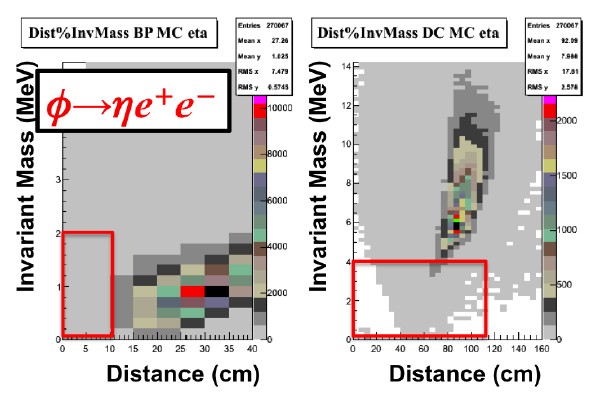 Dist%InvMass BP MC eta
Entries 270067
Mean x 27.26
Mean y 1.025
RMS x 7.479
RMS y 0.5745
ϕ→ηe⁺e⁻
Invariant Mass (MeV)
0
1
2
3
0 5 10 15 20 25 30 35 40
Distance (cm)
10000
8000
6000
4000
2000
0
Dist%InvMass DC MC eta
Entries 270067
Mean x 92.09
Mean y 7.966
RMS x 17.81
RMS y 2.576
Invariant Mass (MeV)
14
12
10
8
6
4
2
0
0 20 40 60 80 100 120 140 160
Distance (cm)
2000
1500
1000
500
0